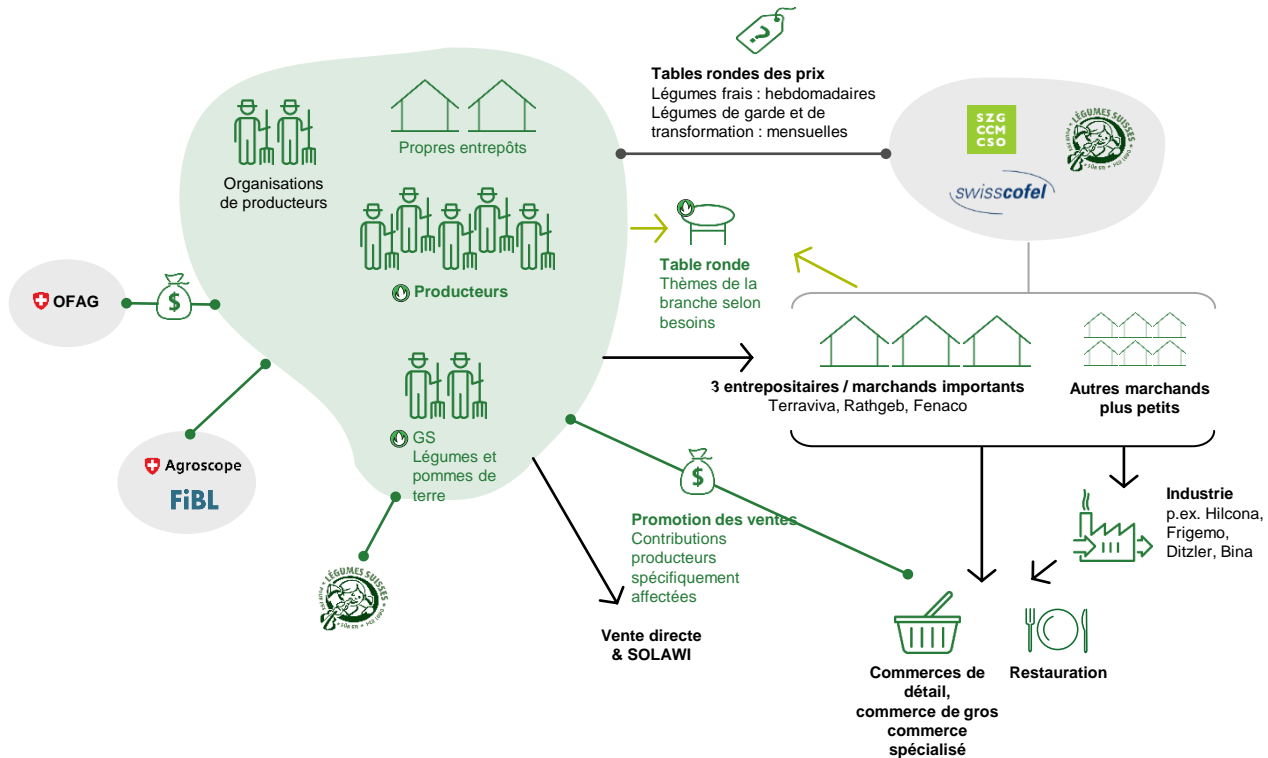 Tables rondes des prix
Légumes frais : hebdomadaires
Légumes de garde et de
transformation : mensuelles
SZG
CCM
CSO
LÉGUMES SUISSES
swisscofel
Propres entrepôts
Organisations
de producteurs
Producteurs
Table ronde
Thèmes de la
branche selon
besoins
OFAG
$
3 entrepositaires / marchands importants
Terraviva, Rathgeb, Fenaco
Autres marchands
plus petits
GS
Légumes et
pommes de
terre
Agroscope
FiBL
$
Promotion des ventes
Contributions
producteurs
spécifiquement
affectées
Industrie
p.ex. Hilcona,
Frigemo,
Ditzler, Bina
LÉGUMES SUISSES
Vente directe
& SOLAWI
Commerces de
détail,
commerce de gros
commerce
spécialisé
Restauration